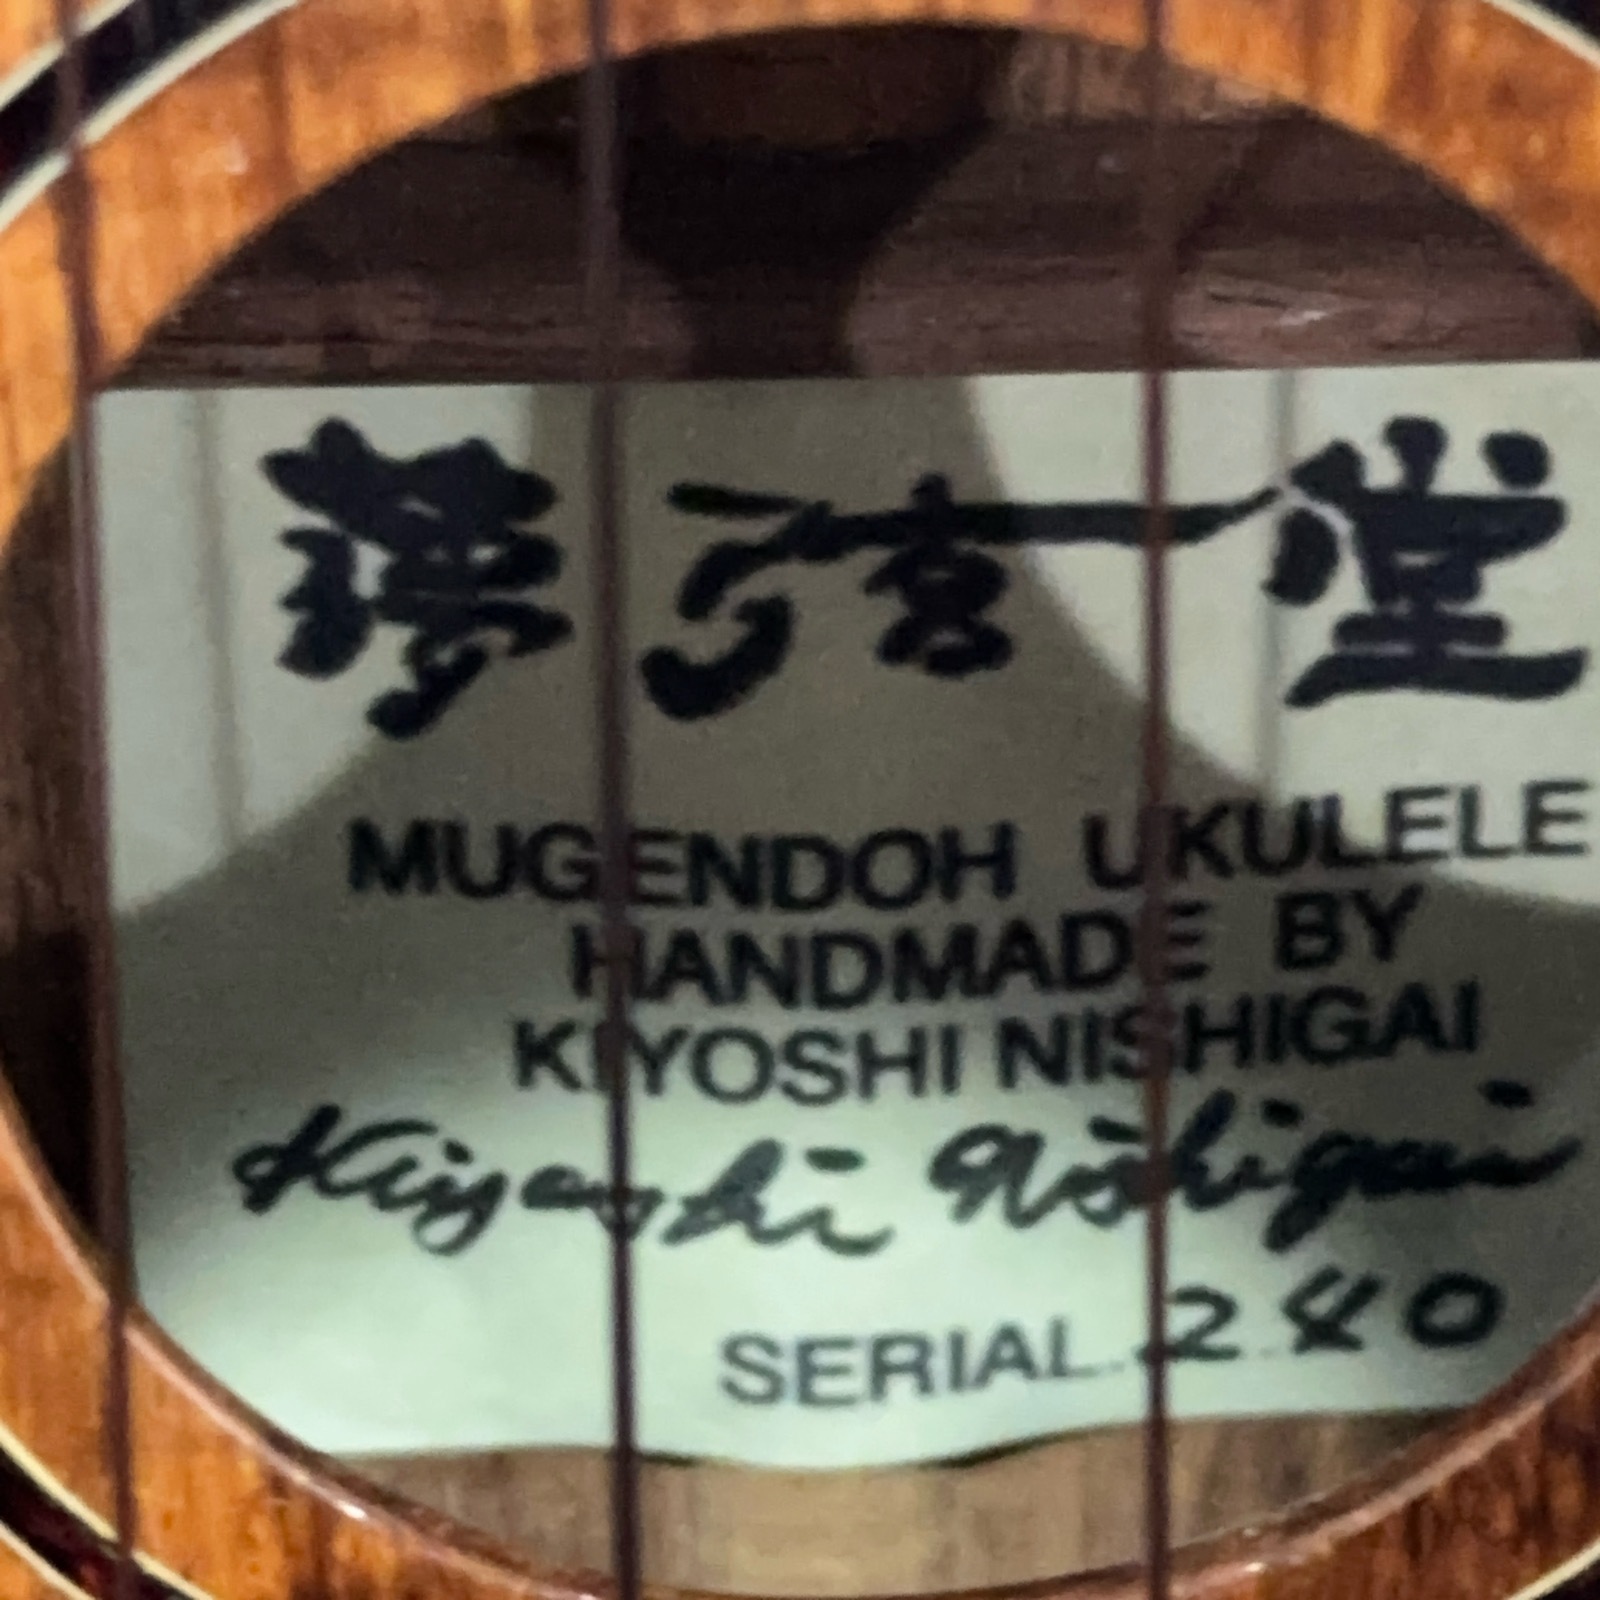 夢弦堂
MUGENDOH UKULELE
HANDMADE BY
KIYOSHI NISHIGAI
Kiyoshi Nishigai
SERIAL 240